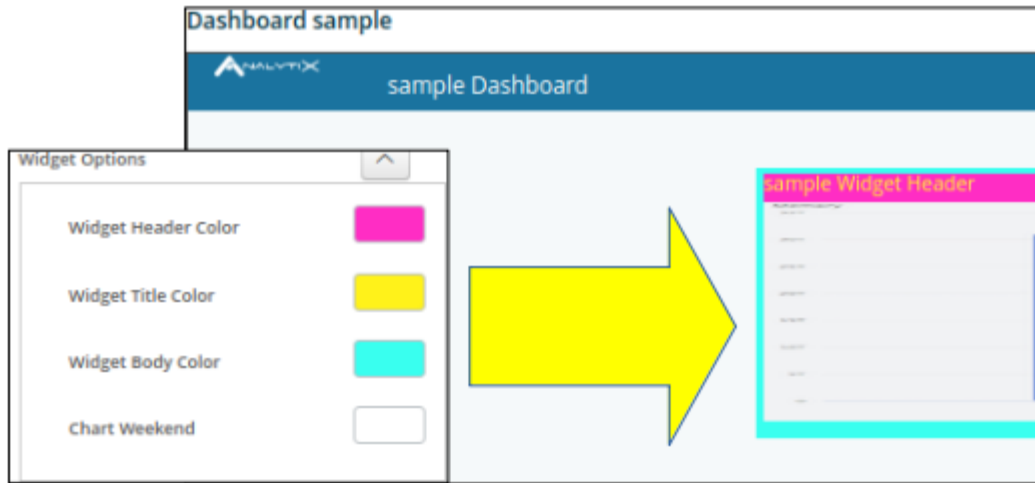 Dashboard sample
ANALYTIX
sample Dashboard
Widget Options
Widget Header Color
Widget Title Color
Widget Body Color
Chart Weekend
sample Widget Header